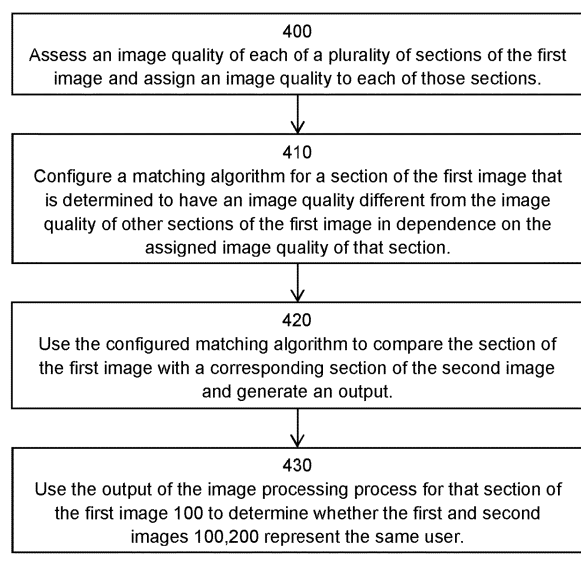 400
Assess an image quality of each of a plurality of sections of the first
image and assign an image quality to each of those sections.
410
Configure a matching algorithm for a section of the first image that
is determined to have an image quality different from the image
quality of other sections of the first image in dependence on the
assigned image quality of that section.
420
Use the configured matching algorithm to compare the section of
the first image with a corresponding section of the second image
and generate an output.
430
Use the output of the image processing process for that section of
the first image 100 to determine whether the first and second
images 100,200 represent the same user.